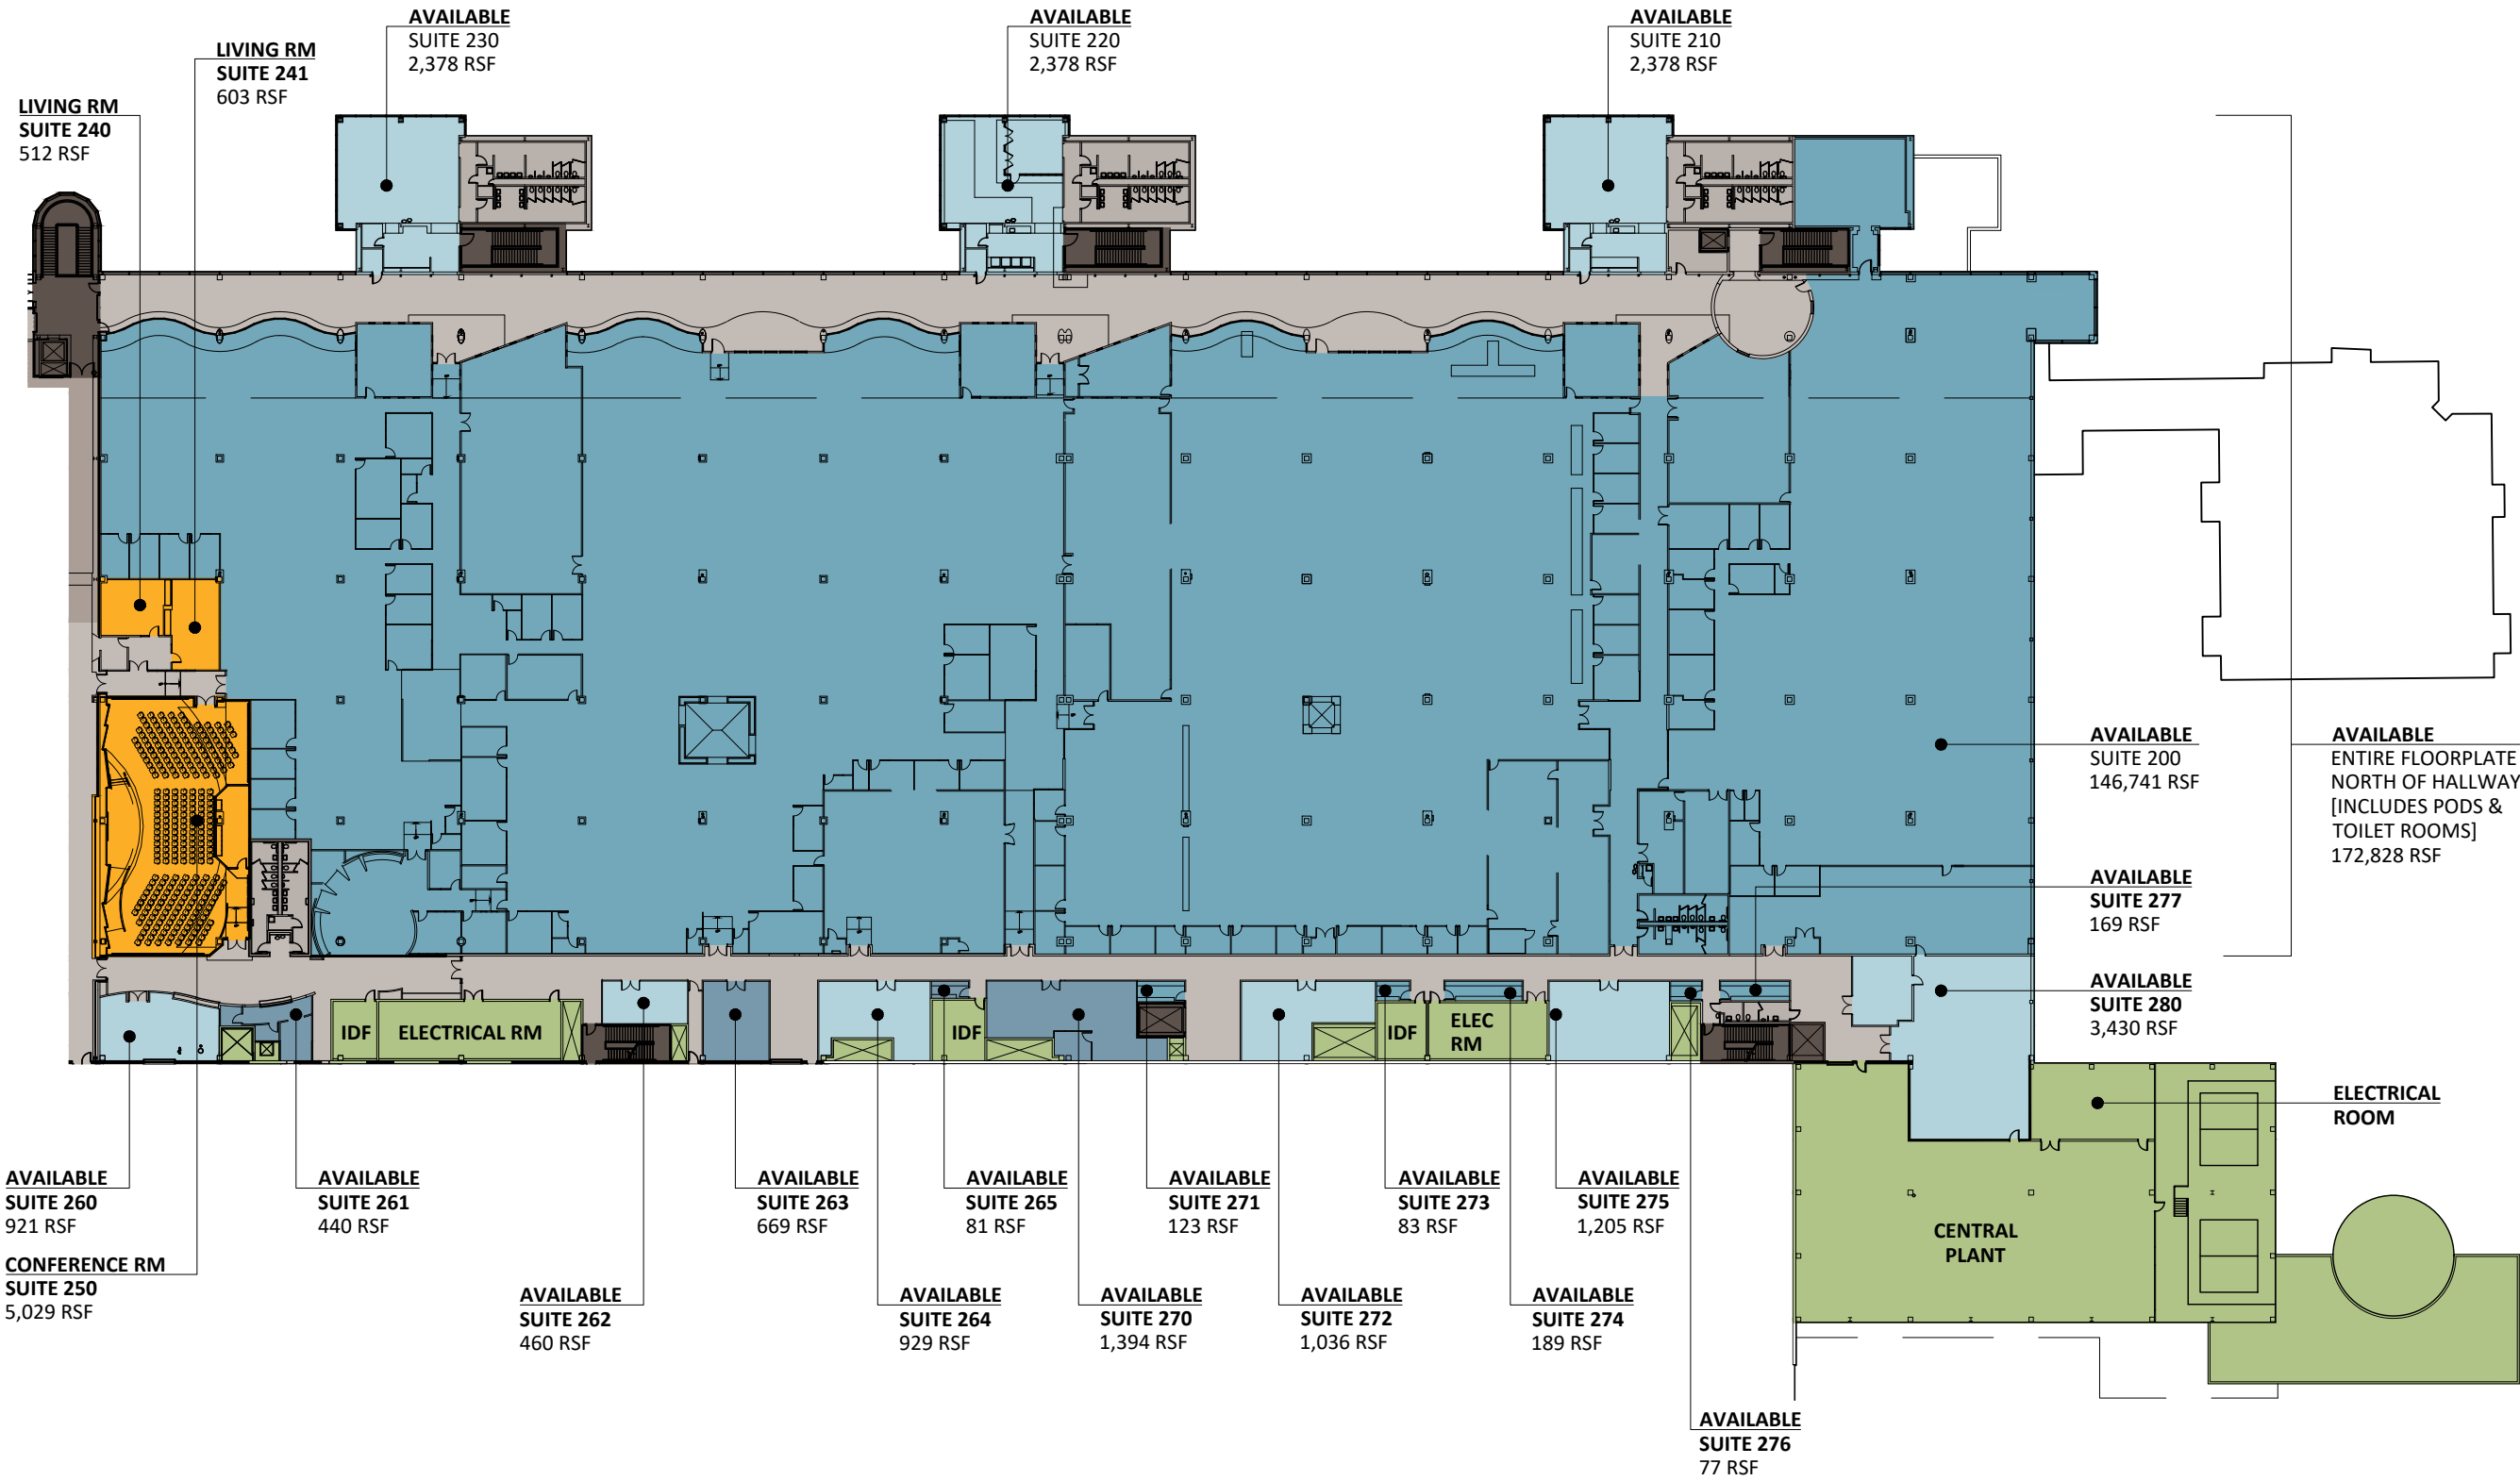 AVAILABLE
SUITE 230
2,378 RSF
AVAILABLE
SUITE 220
2,378 RSF
AVAILABLE
SUITE 210
2,378 RSF
LIVING RM
SUITE 241
603 RSF
LIVING RM
SUITE 240
512 RSF
AVAILABLE
SUITE 200
146,741 RSF
AVAILABLE
ENTIRE FLOORPLATE
NORTH OF HALLWAY
[INCLUDES PODS &
TOILET ROOMS]
172,828 RSF
AVAILABLE
SUITE 277
169 RSF
AVAILABLE
SUITE 280
3,430 RSF
IDF
ELECTRICAL RM
IDF
IDF
ELEC
RM
ELECTRICAL
ROOM
CENTRAL
PLANT
AVAILABLE
SUITE 260
921 RSF
AVAILABLE
SUITE 261
440 RSF
AVAILABLE
SUITE 263
669 RSF
AVAILABLE
SUITE 265
81 RSF
AVAILABLE
SUITE 271
123 RSF
AVAILABLE
SUITE 273
83 RSF
AVAILABLE
SUITE 275
1,205 RSF
CONFERENCE RM
SUITE 250
5,029 RSF
AVAILABLE
SUITE 262
460 RSF
AVAILABLE
SUITE 264
929 RSF
AVAILABLE
SUITE 270
1,394 RSF
AVAILABLE
SUITE 272
1,036 RSF
AVAILABLE
SUITE 274
189 RSF
AVAILABLE
SUITE 276
77 RSF